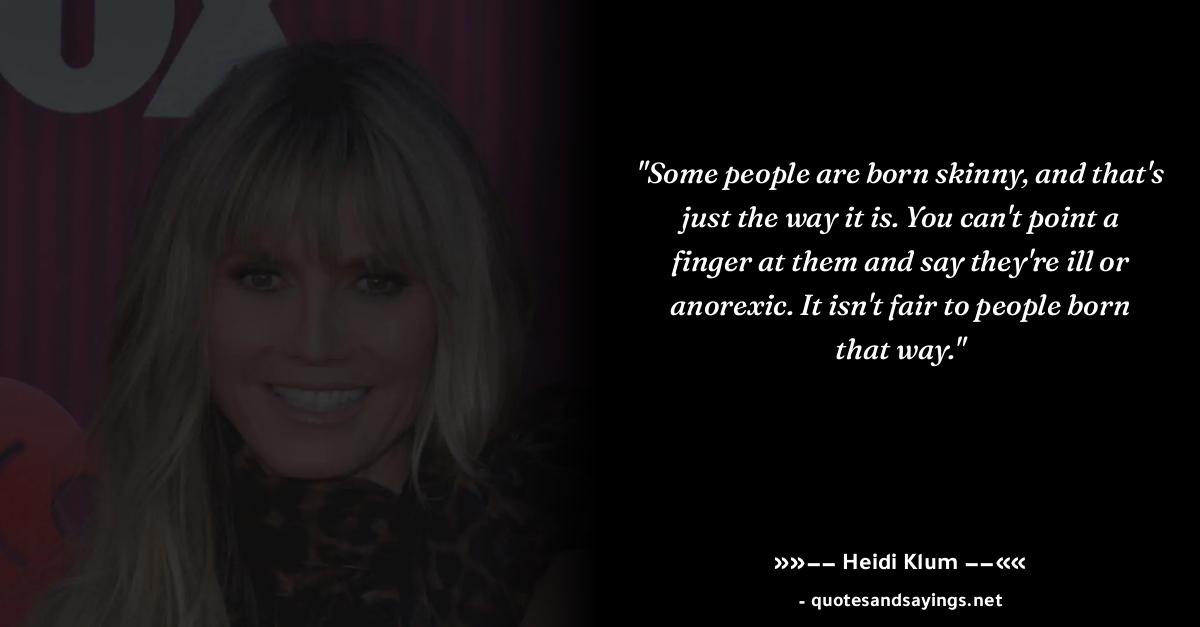 "Some people are born skinny, and that's
just the way it is. You can't point a
finger at them and say they're ill or
anorexic. It isn't fair to people born
that way."
»»−− Heidi Klum −−««
- quotesandsayings.net